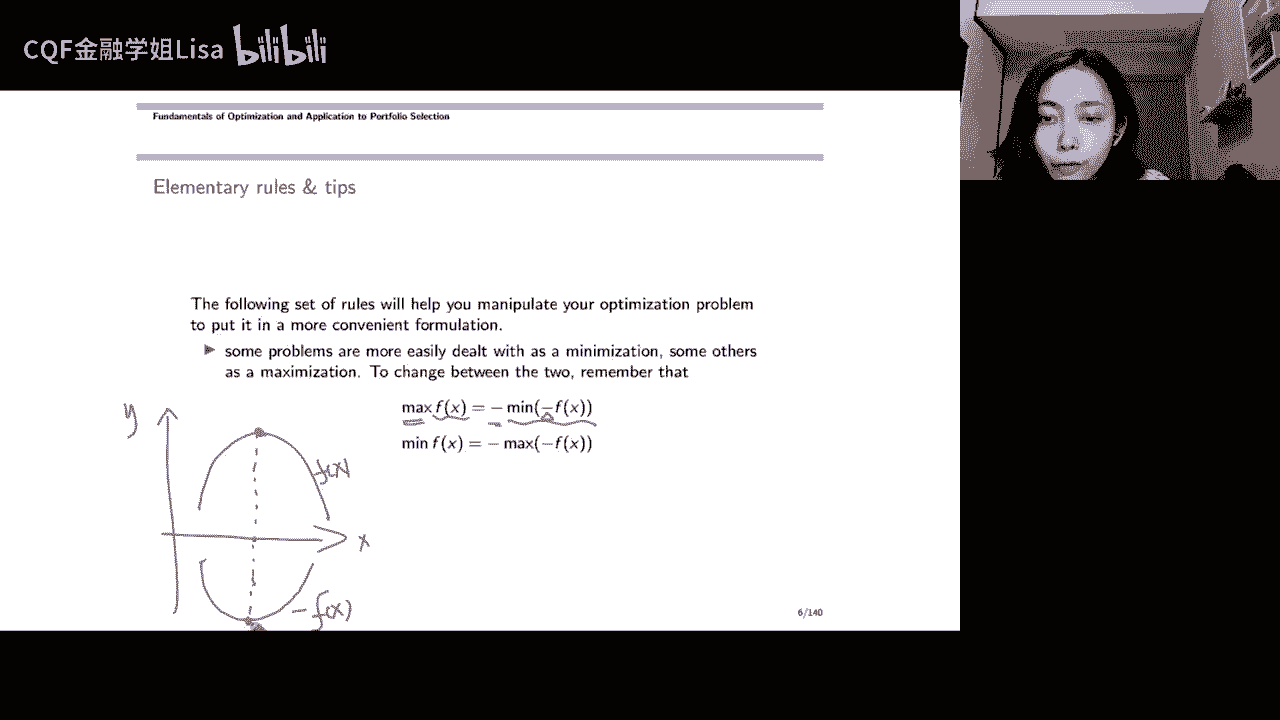 CQF金融学姐Lisa bilibili
Fundamentals of Optimization and Application to Portfolio Selection
Elementary rules & tips
The following set of rules will help you manipulate your optimization problem
to put it in a more convenient formulation.
▶ some problems are more easily dealt with as a minimization, some others
as a maximization. To change between the two, remember that
max f(x) = − min(−f(x))
min f(x) = − max(−f(x))
y
f(x)
x
−f(x)
6/140